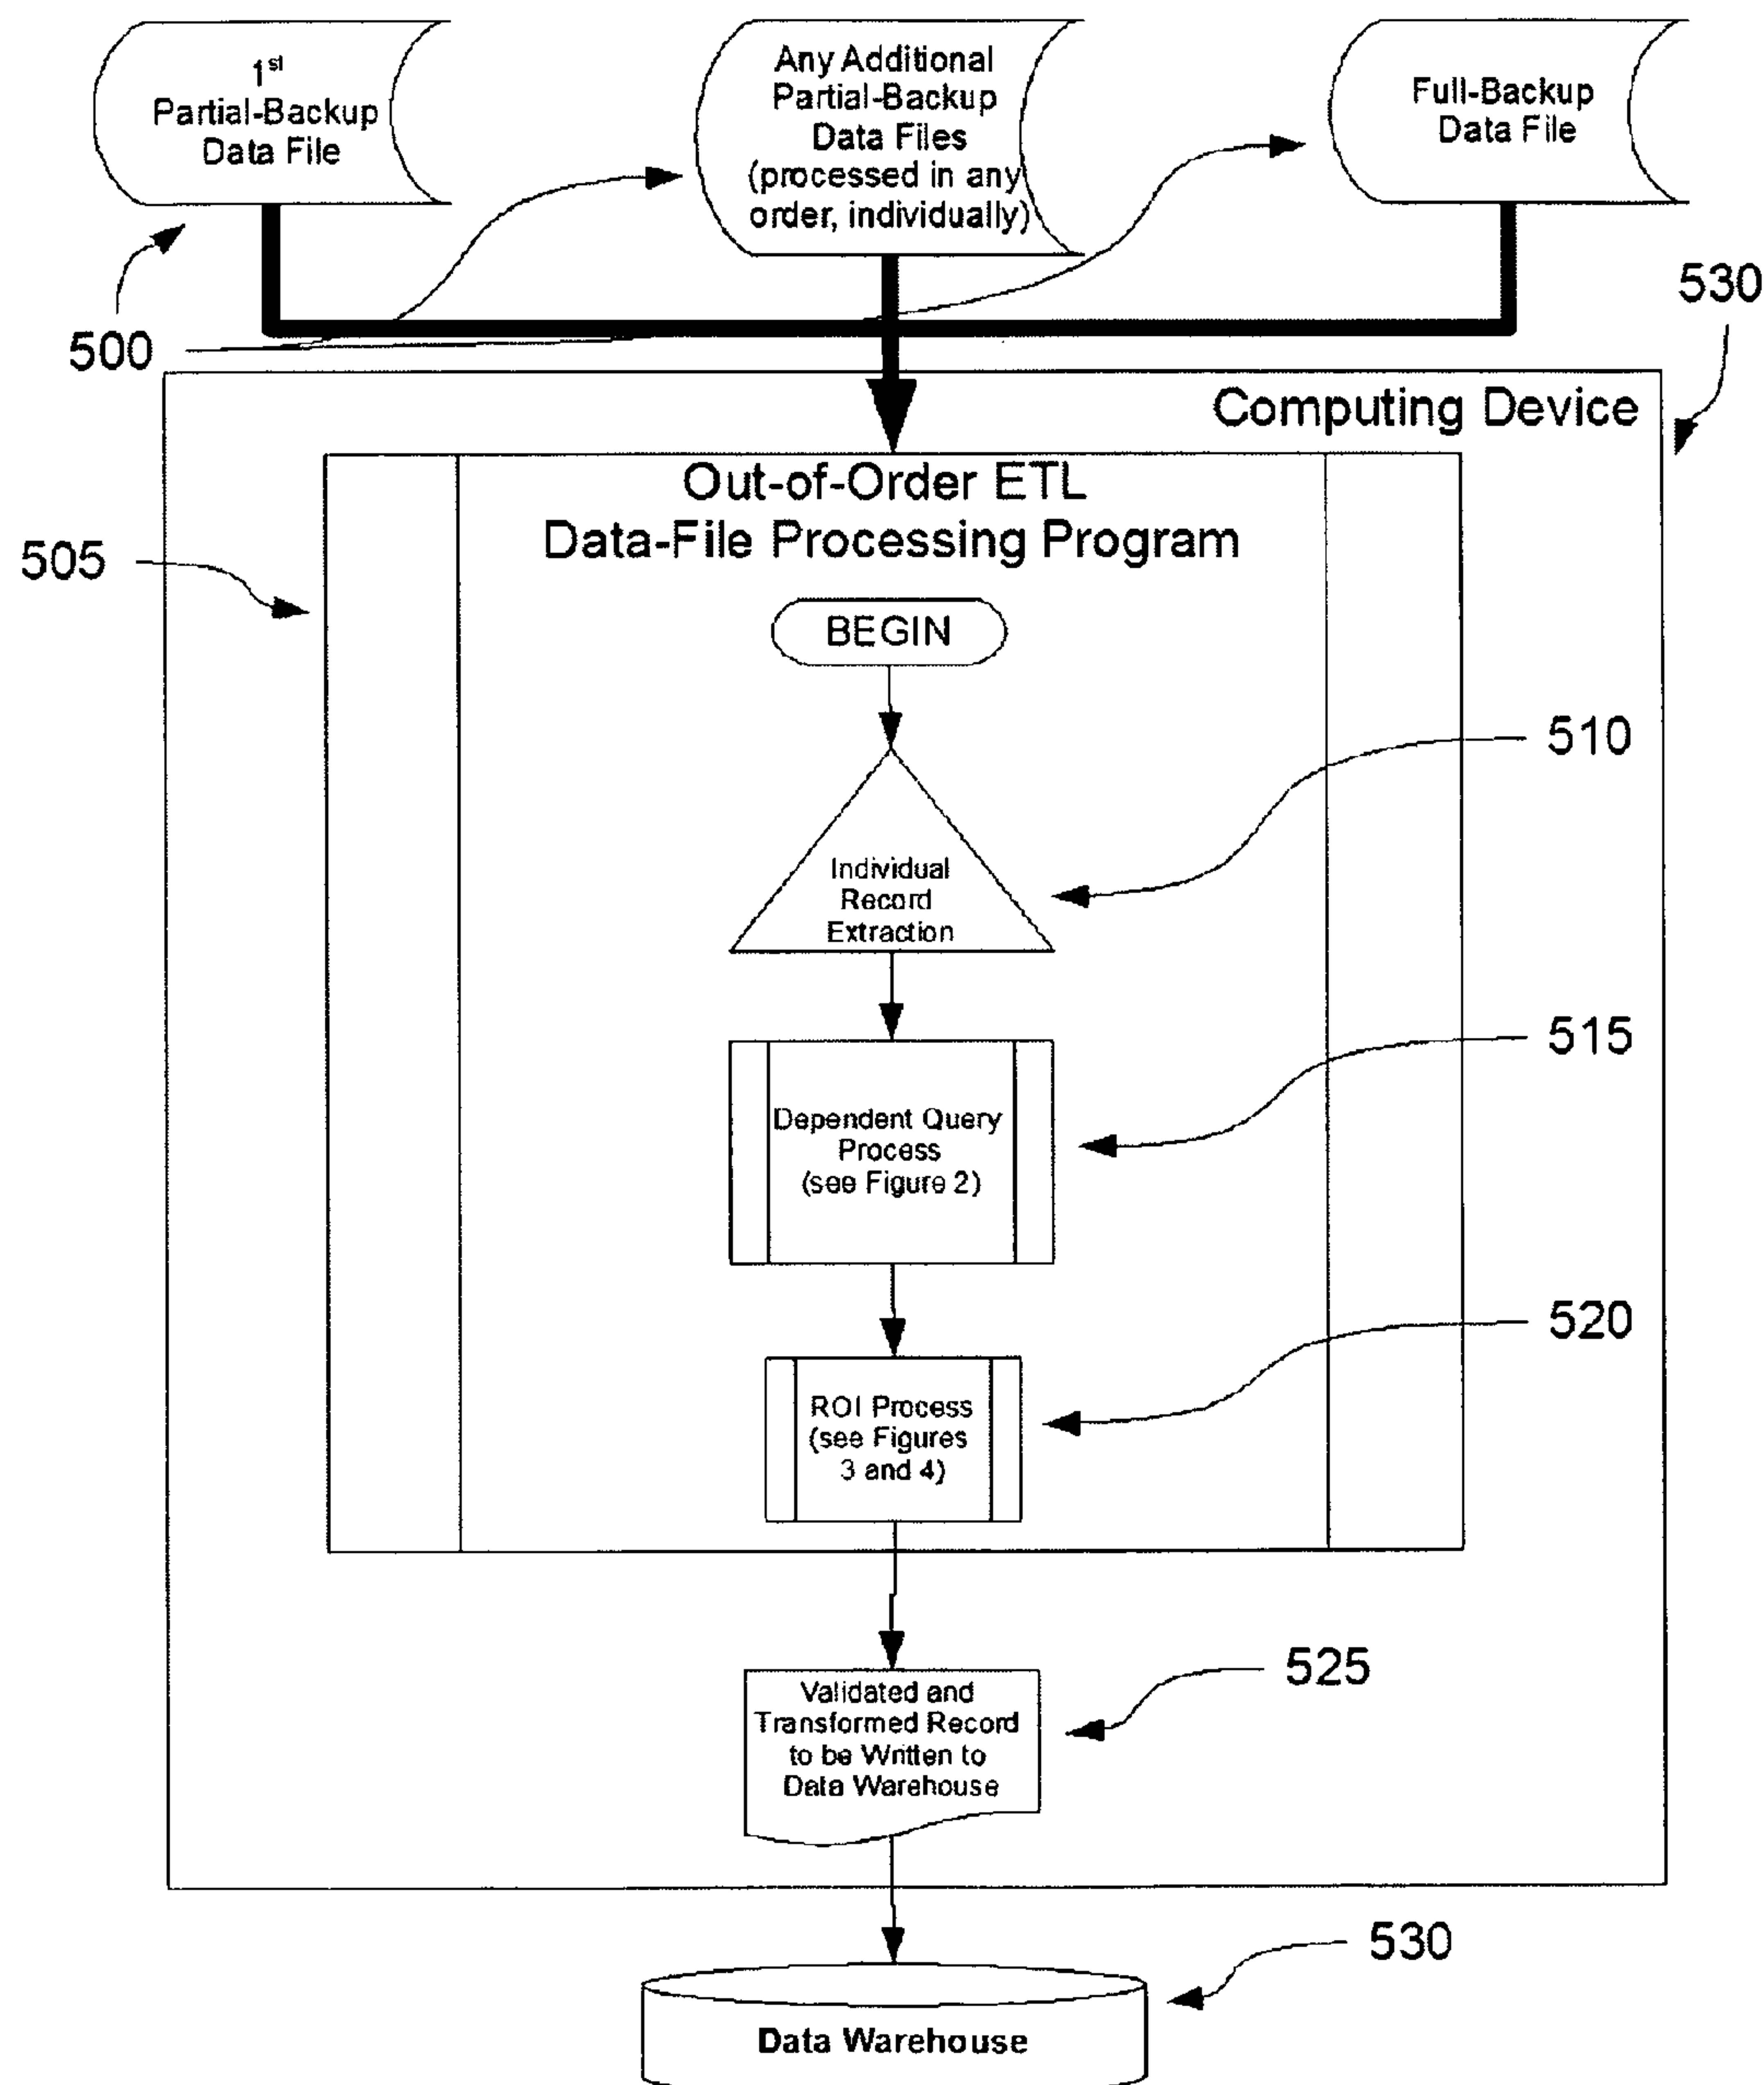 1st
Partial-Backup
Data File
Any Additional
Partial-Backup
Data Files
(processed in any
order, individually)
Full-Backup
Data File
530
500
Computing Device
Out-of-Order ETL
Data-File Processing Program
505
BEGIN
510
Individual
Record
Extraction
515
Dependent Query
Process
(see Figure 2)
520
ROI Process
(see Figures
3 and 4)
525
Validated and
Transformed Record
to be Written to
Data Warehouse
530
Data Warehouse